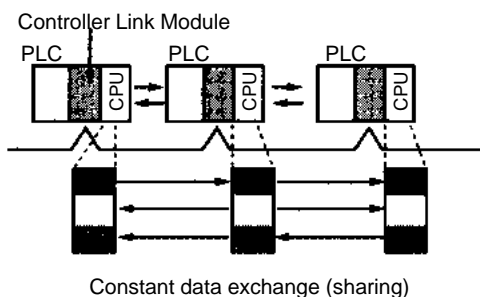 Controller Link Module
PLC PLC PLC
CPU CPU CPU
Constant data exchange (sharing)